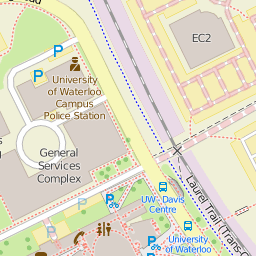 EC2
University
of Waterloo
Campus
Police Station
General
Services
Complex
UW- Davis
Centre
Laurel Trail (Trans C
University
of Waterloo